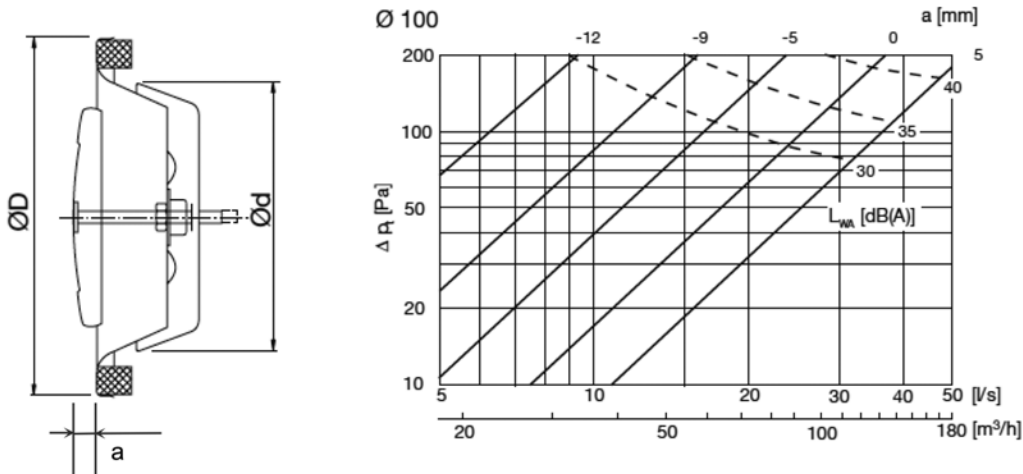 Ø 100
a [mm]
-12 -9 -5 0 5
200
100
50
20
10
Δ pₜ [Pa]
40
35
30
L_WA [dB(A)]
5 10 20 30 40 50 [l/s]
20 50 100 180 [m³/h]
ØD
Ød
a